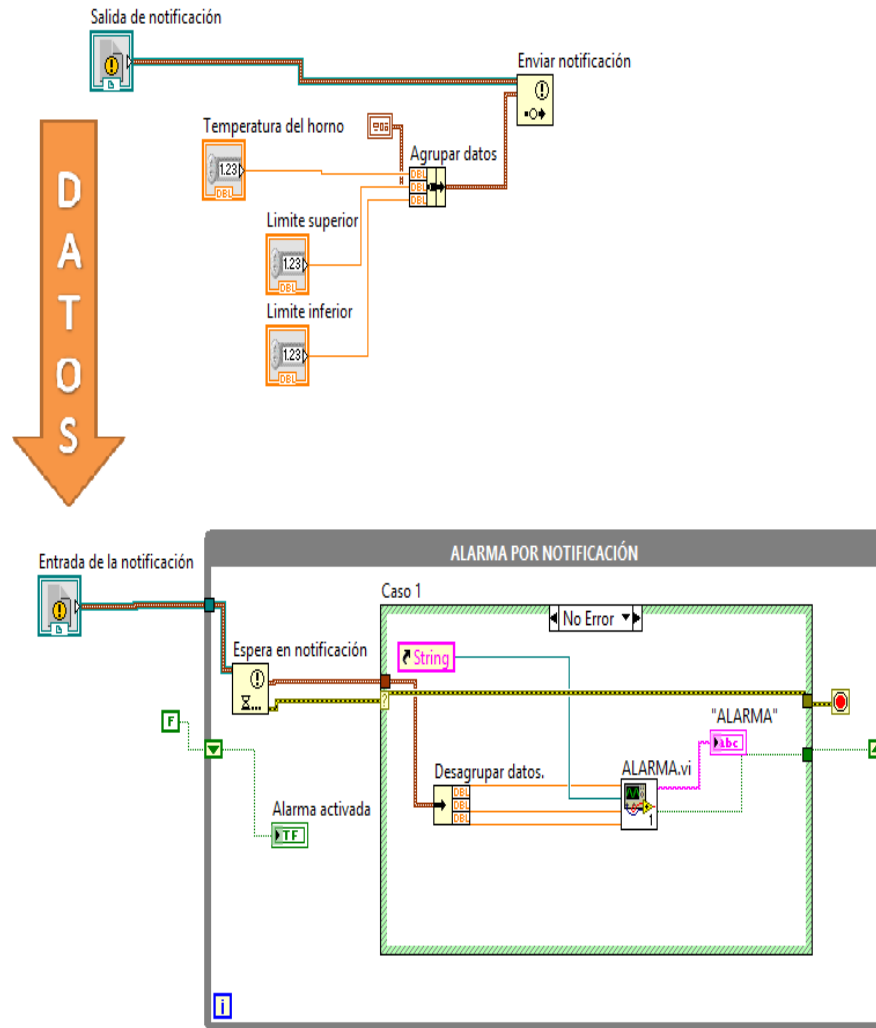 Salida de notificación
Enviar notificación
Temperatura del horno
1.23
DBL
Agrupar datos
DBL
DBL
DBL
Limite superior
1.23
DBL
Limite inferior
1.23
DBL
DATOS
ALARMA POR NOTIFICACIÓN
Entrada de la notificación
Caso 1
No Error
Espera en notificación
String
?
F
"ALARMA"
abc
Desagrupar datos.
DBL
DBL
DBL
ALARMA.vi
1
Alarma activada
TF
i